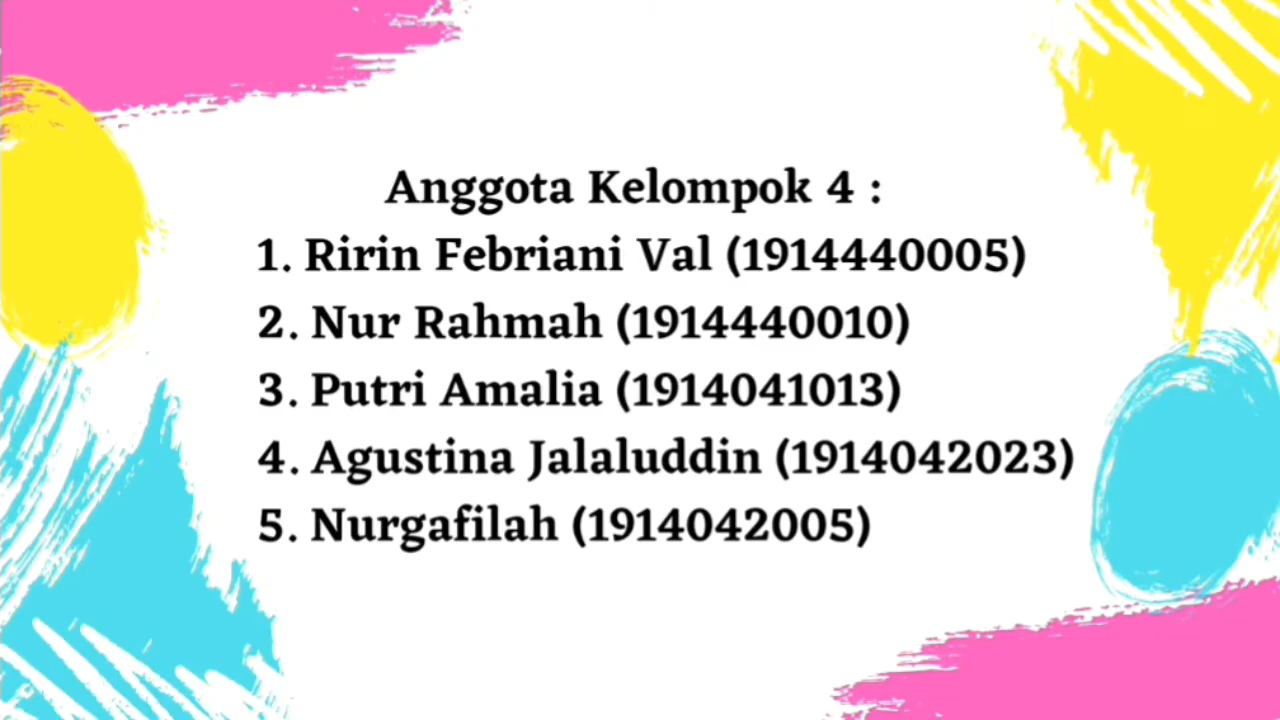 Anggota Kelompok 4 :
1. Ririn Febriani Val (1914440005)
2. Nur Rahmah (1914440010)
3. Putri Amalia (1914041013)
4. Agustina Jalaluddin (1914042023)
5. Nurgafilah (1914042005)